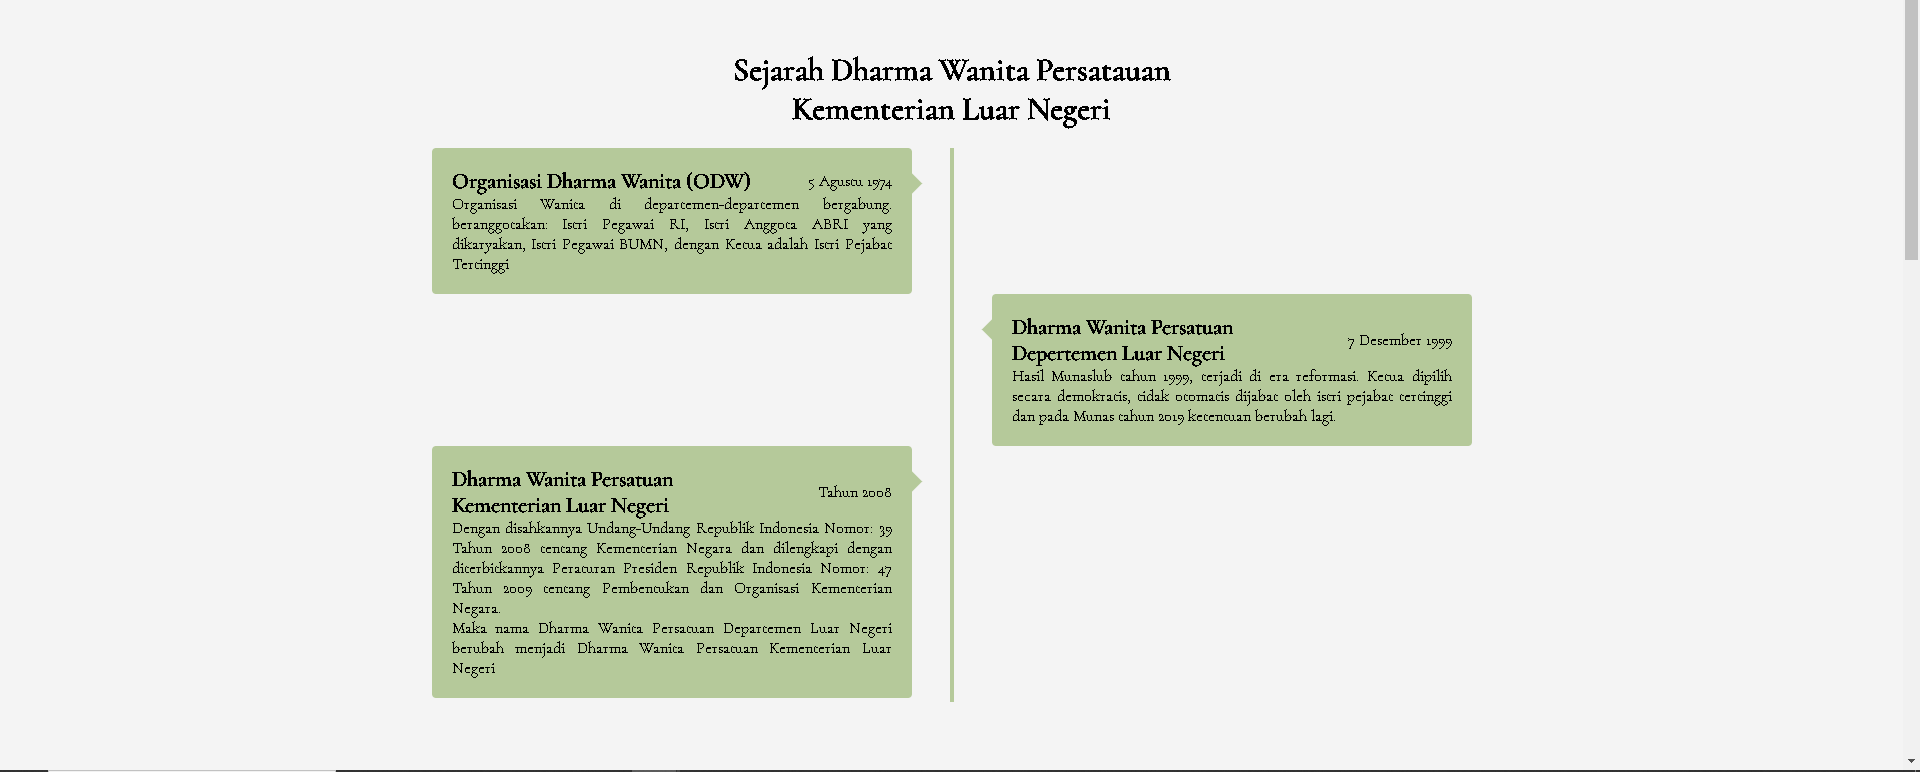 Sejarah Dharma Wanita Persatauan
Kementerian Luar Negeri
Organisasi Dharma Wanita (ODW)
5 Agustu 1974
Organisasi Wanita di departemen-departemen bergabung.
beranggotakan: Istri Pegawai RI, Istri Anggota ABRI yang
dikaryakan, Istri Pegawai BUMN, dengan Ketua adalah Istri Pejabat
Tertinggi
Dharma Wanita Persatuan
Depertemen Luar Negeri
7 Desember 1999
Hasil Munaslub tahun 1999, terjadi di era reformasi. Ketua dipilih
secara demokratis, tidak otomatis dijabat oleh istri pejabat tertinggi
dan pada Munas tahun 2019 ketentuan berubah lagi.
Dharma Wanita Persatuan
Kementerian Luar Negeri
Tahun 2008
Dengan disahkannya Undang-Undang Republik Indonesia Nomor: 39
Tahun 2008 tentang Kementerian Negara dan dilengkapi dengan
diterbitkannya Peraturan Presiden Republik Indonesia Nomor: 47
Tahun 2009 tentang Pembentukan dan Organisasi Kementerian
Negara.
Maka nama Dharma Wanita Persatuan Departemen Luar Negeri
berubah menjadi Dharma Wanita Persatuan Kementerian Luar
Negeri